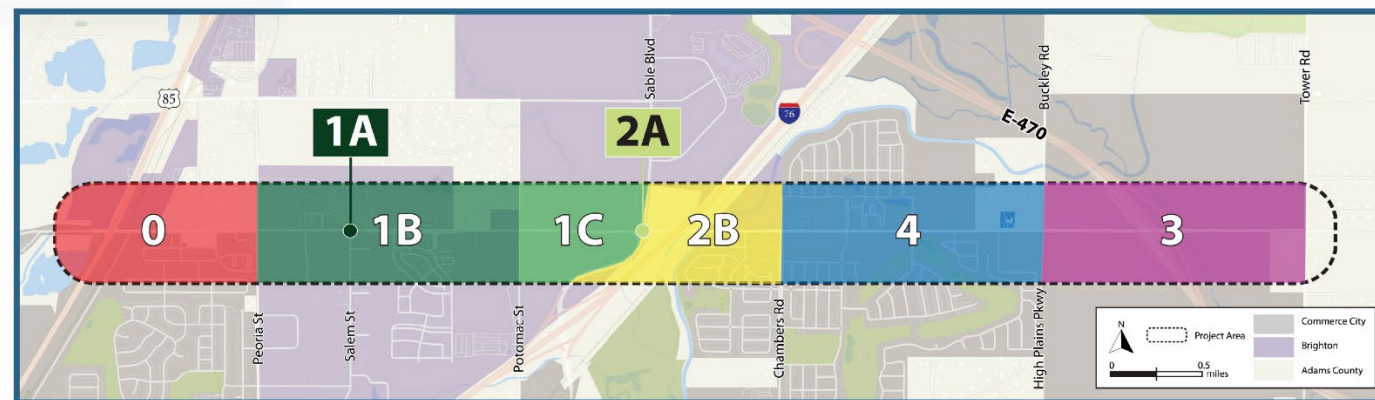 85
1A
Sable Blvd
2A
76
Buckley Rd
E-470
Tower Rd
0
1B
1C
2B
4
3
Peoria St
Salem St
Potomac St
Chambers Rd
High Plains Pkwy
N
Project Area
0
0.5
miles
Commerce City
Brighton
Adams County